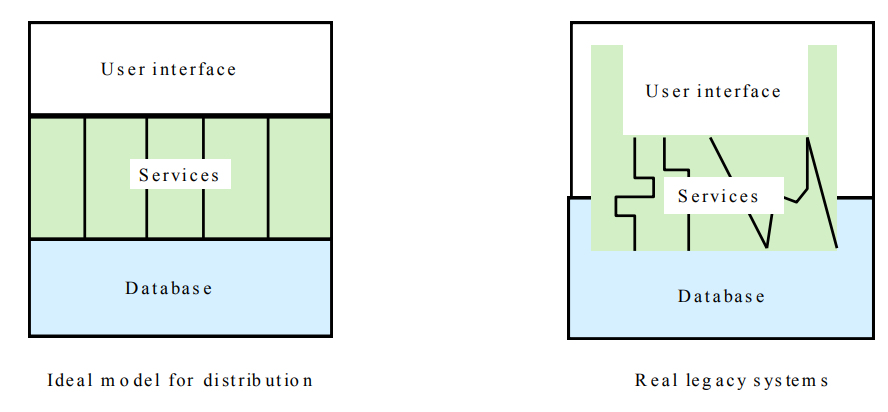 User interface
Services
Database
Ideal model for distribution
User interface
Services
Database
Real legacy systems